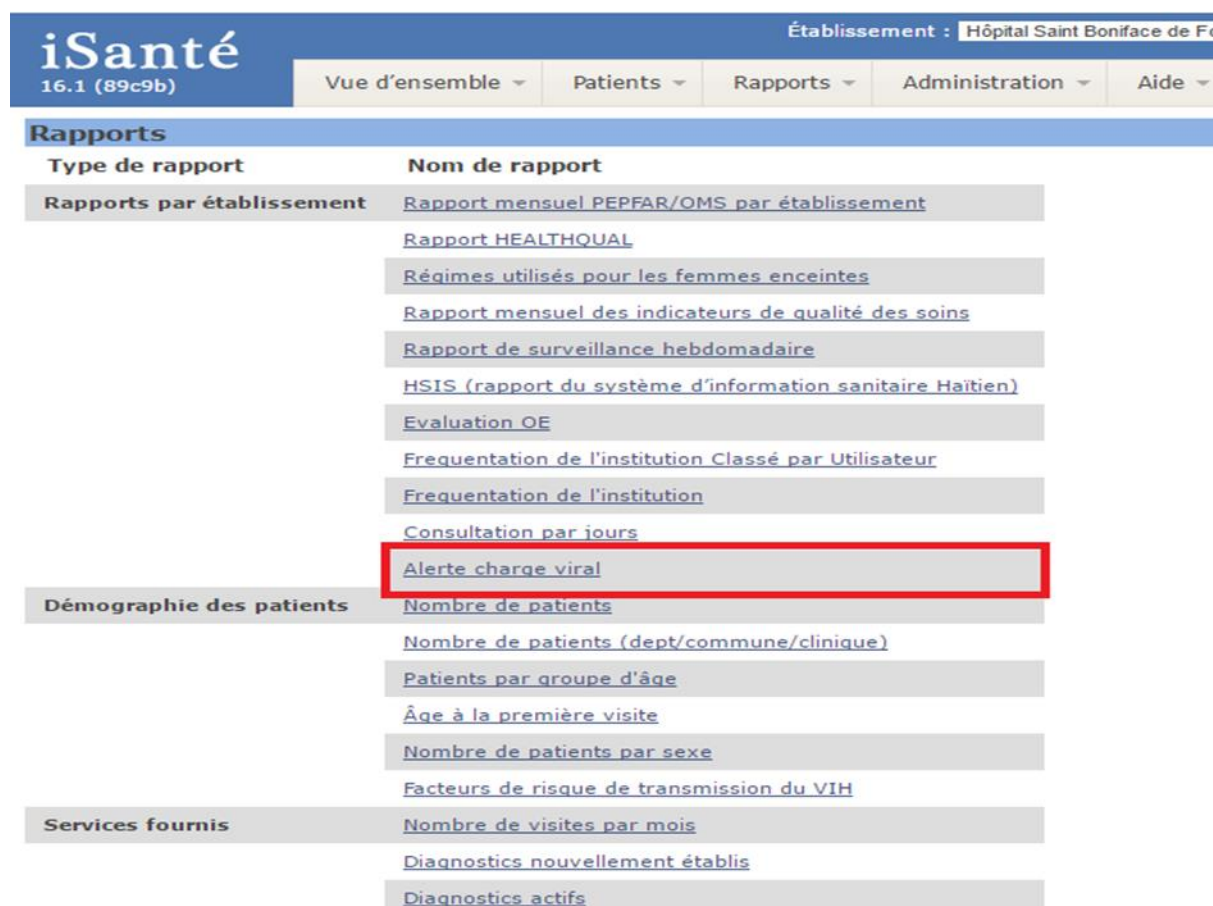 iSanté
16.1 (89c9b)
Établissement : Hôpital Saint Boniface de
Vue d'ensemble Patients Rapports Administration Aide
Rapports
Type de rapport Nom de rapport
Rapports par établissement Rapport mensuel PEPFAR/OMS par établissement
Rapport HEALTHQUAL
Régimes utilisés pour les femmes enceintes
Rapport mensuel des indicateurs de qualité des soins
Rapport de surveillance hebdomadaire
HSIS (rapport du système d'information sanitaire Haïtien)
Evaluation OE
Frequentation de l'institution Classé par Utilisateur
Frequentation de l'institution
Consultation par jours
Alerte charge viral
Démographie des patients Nombre de patients
Nombre de patients (dept/commune/clinique)
Patients par groupe d'âge
Âge à la première visite
Nombre de patients par sexe
Facteurs de risque de transmission du VIH
Services fournis Nombre de visites par mois
Diagnostics nouvellement établis
Diagnostics actifs